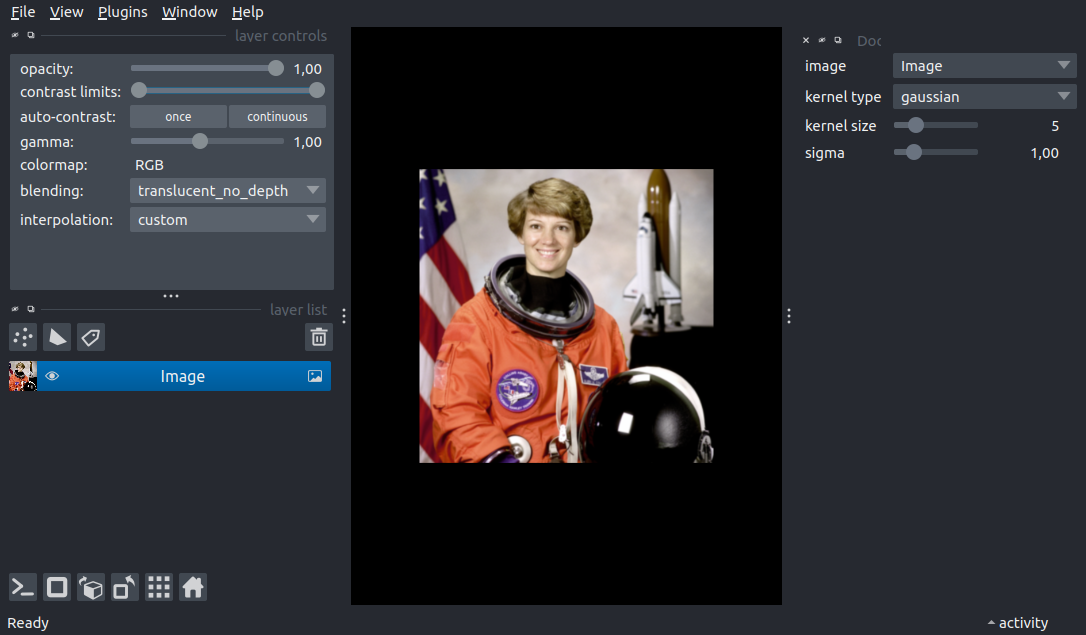 File View Plugins Window Help
layer controls
opacity: 1,00
contrast limits:
auto-contrast: once continuous
gamma: 1,00
colormap: RGB
blending: translucent_no_depth
interpolation: custom
layer list
Image
Ready
Doc
image Image
kernel type gaussian
kernel size 5
sigma 1,00
activity